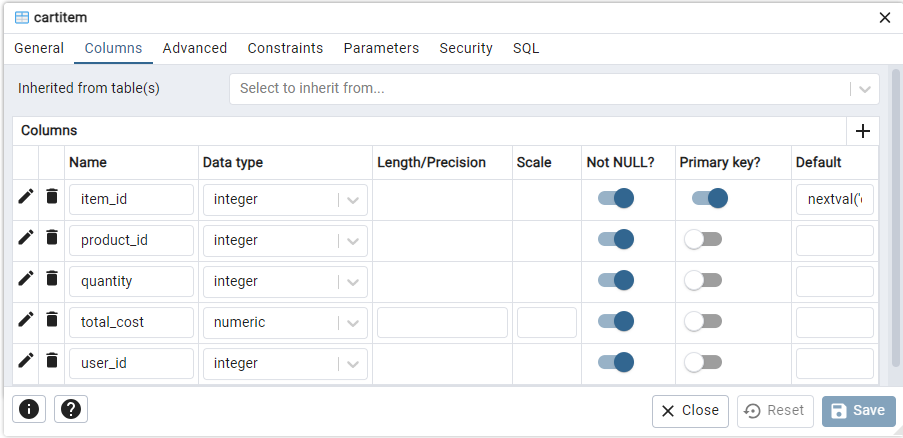 cartitem
General Columns Advanced Constraints Parameters Security SQL
Inherited from table(s) Select to inherit from...
Columns
Name Data type Length/Precision Scale Not NULL? Primary key? Default
item_id integer nextval('
product_id integer
quantity integer
total_cost numeric
user_id integer
Close Reset Save